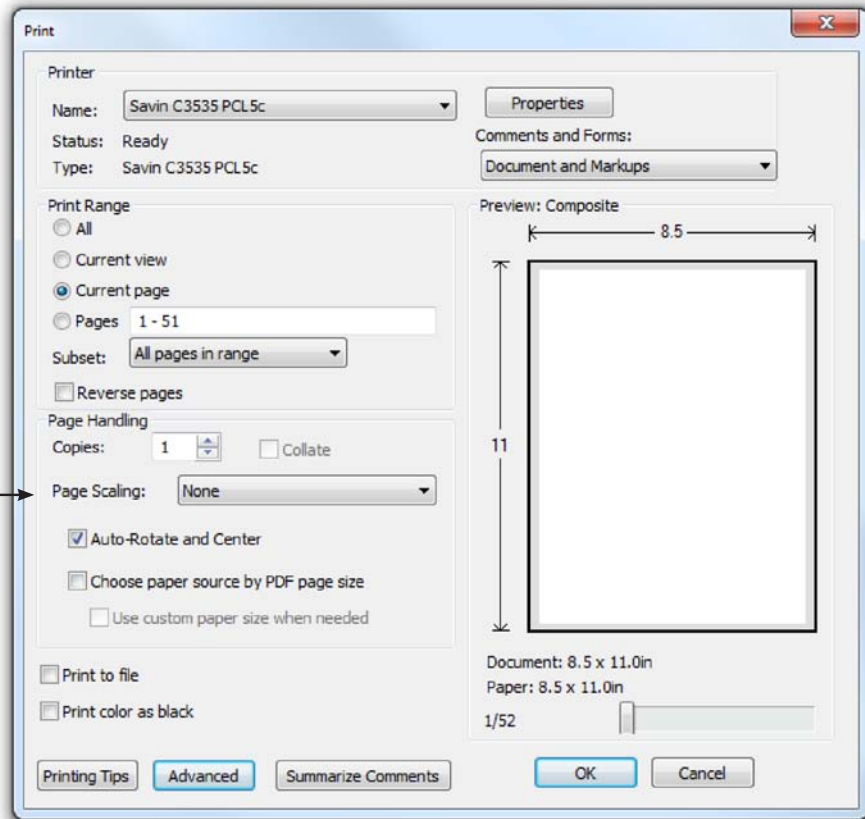 Print
Printer
Name: Savin C3535 PCL5c
Properties
Status: Ready
Comments and Forms:
Type: Savin C3535 PCL5c
Document and Markups
Print Range
All
Current view
Current page
Pages 1 - 51
Subset: All pages in range
Reverse pages
Page Handling
Copies: 1 Collate
Page Scaling: None
Auto-Rotate and Center
Choose paper source by PDF page size
Use custom paper size when needed
Print to file
Print color as black
Preview: Composite
8.5
11
Document: 8.5 x 11.0in
Paper: 8.5 x 11.0in
1/52
Printing Tips Advanced Summarize Comments OK Cancel